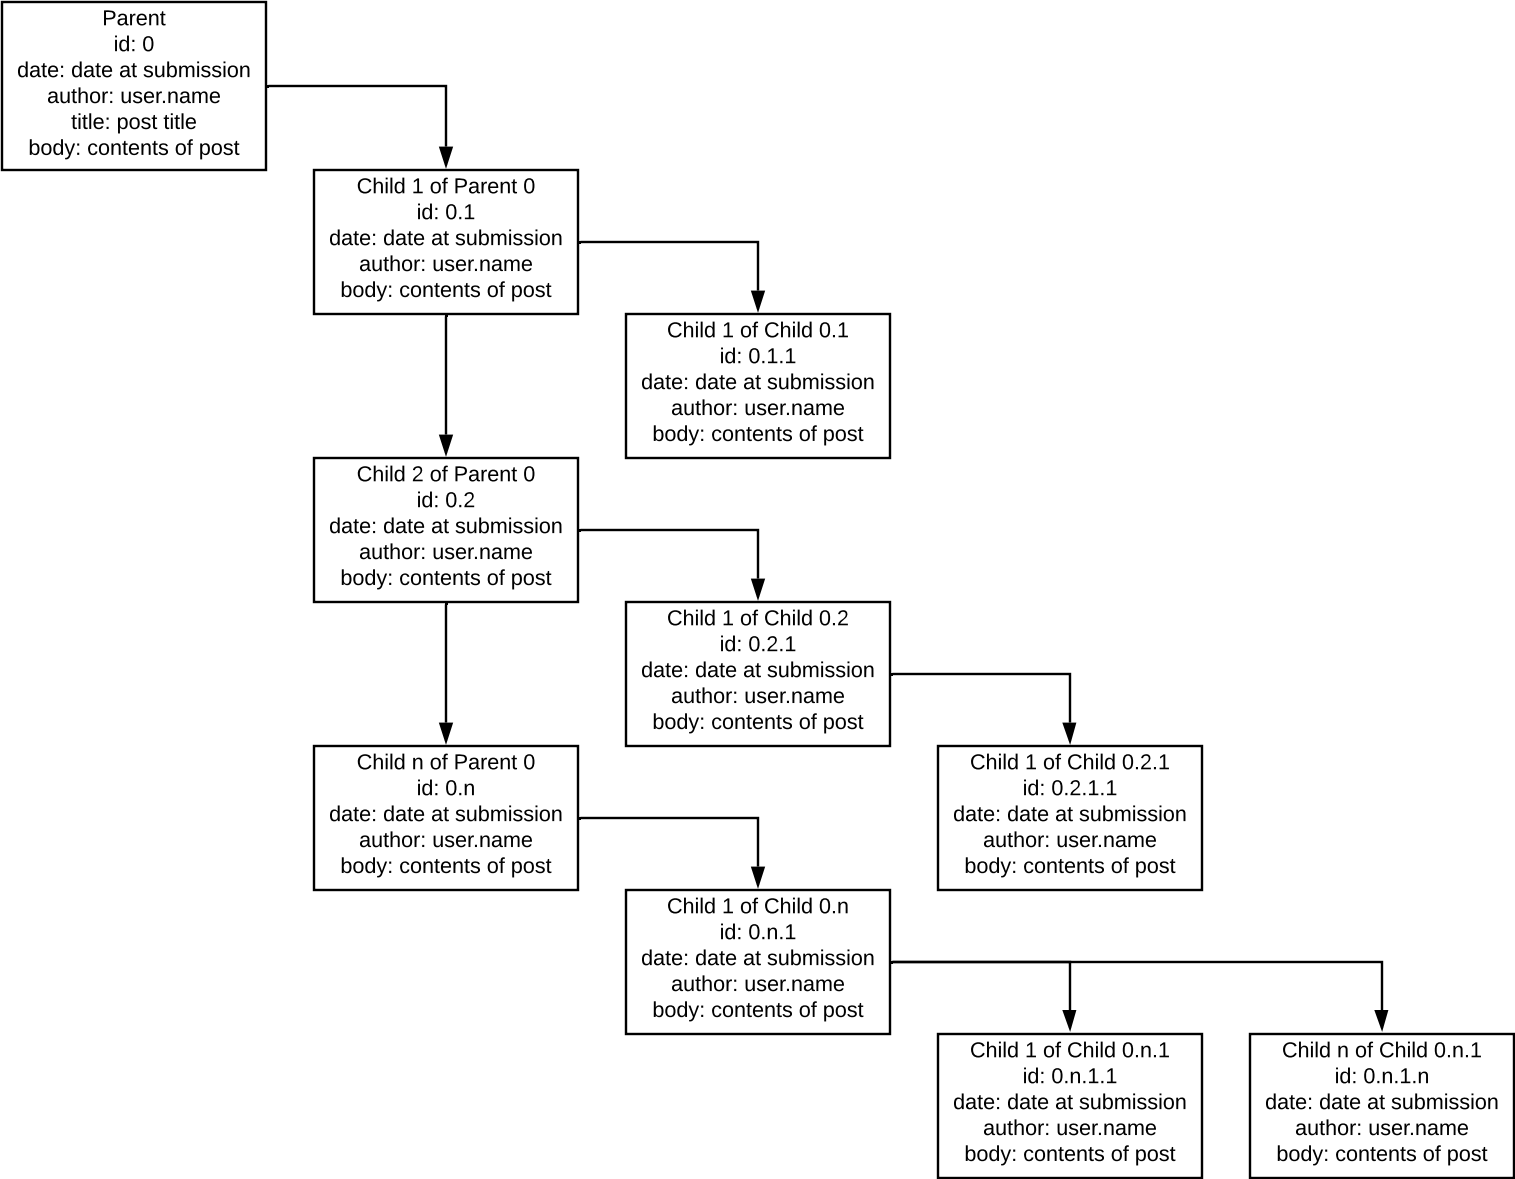 Parent
id: 0
date: date at submission
author: user.name
title: post title
body: contents of post
Child 1 of Parent 0
id: 0.1
date: date at submission
author: user.name
body: contents of post
Child 1 of Child 0.1
id: 0.1.1
date: date at submission
author: user.name
body: contents of post
Child 2 of Parent 0
id: 0.2
date: date at submission
author: user.name
body: contents of post
Child 1 of Child 0.2
id: 0.2.1
date: date at submission
author: user.name
body: contents of post
Child n of Parent 0
id: 0.n
date: date at submission
author: user.name
body: contents of post
Child 1 of Child 0.2.1
id: 0.2.1.1
date: date at submission
author: user.name
body: contents of post
Child 1 of Child 0.n
id: 0.n.1
date: date at submission
author: user.name
body: contents of post
Child 1 of Child 0.n.1
id: 0.n.1.1
date: date at submission
author: user.name
body: contents of post
Child n of Child 0.n.1
id: 0.n.1.n
date: date at submission
author: user.name
body: contents of post